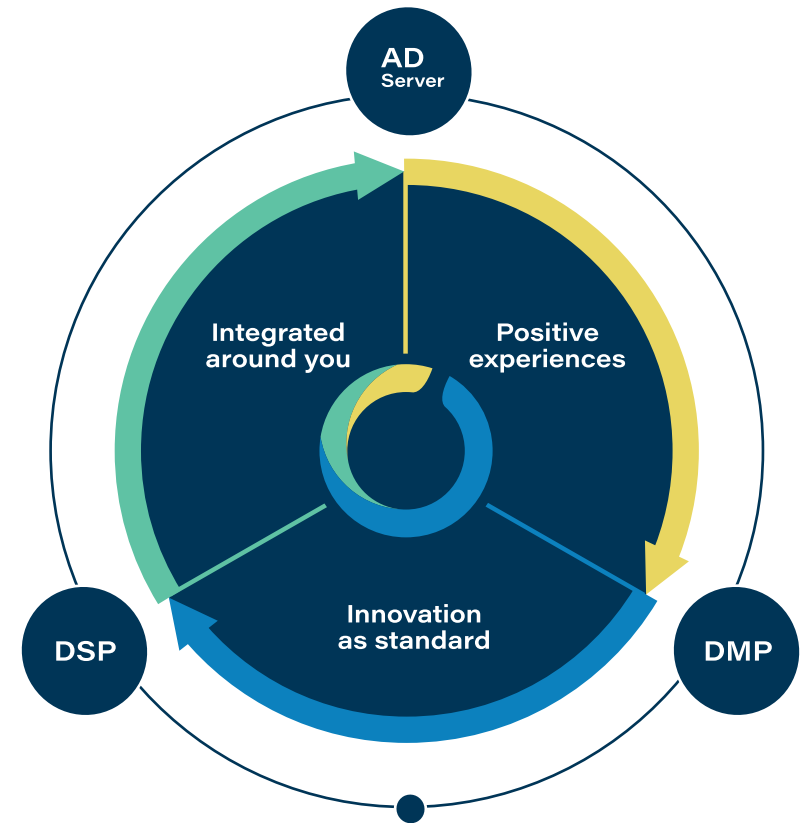 AD
Server
Integrated
around you
Positive
experiences
Innovation
as standard
DSP
DMP